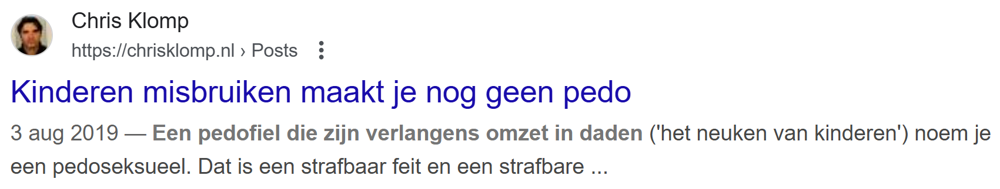 Chris Klomp
https://chrisklomp.nl › Posts
Kinderen misbruiken maakt je nog geen pedo
3 aug 2019 — Een pedofiel die zijn verlangens omzet in daden ('het neuken van kinderen') noem je
een pedoseksueel. Dat is een strafbaar feit en een strafbare ...